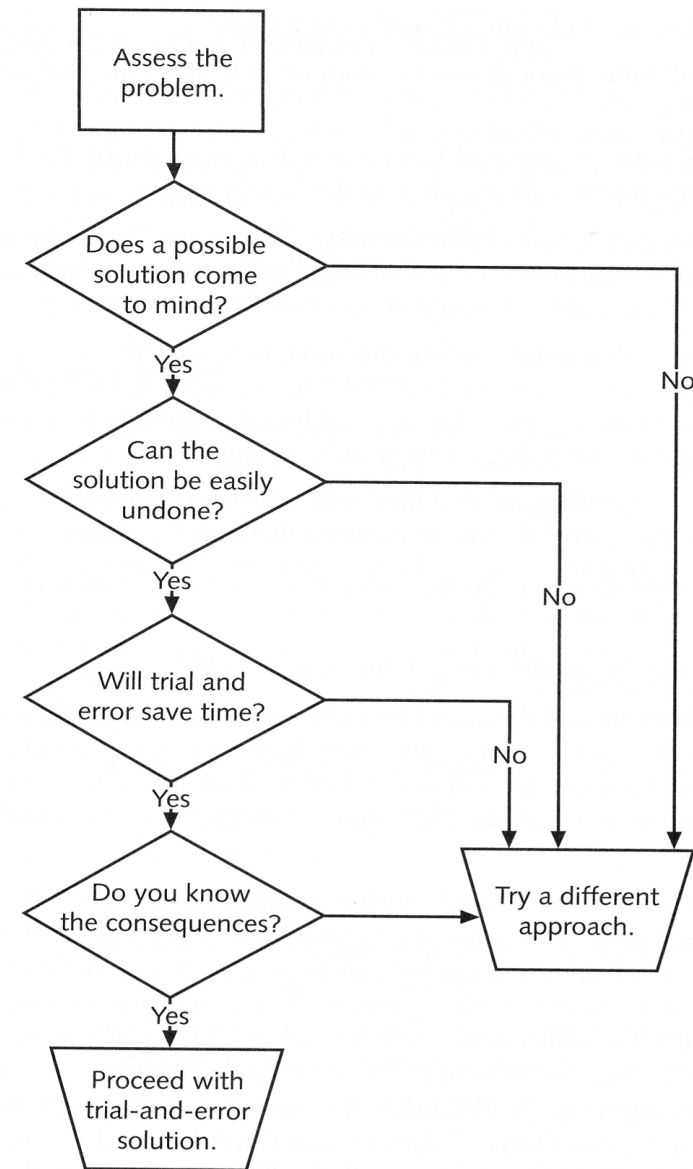 Assess the
problem.
Does a possible
solution come
to mind?
Yes
No
Can the
solution be easily
undone?
Yes
No
Will trial and
error save time?
No
Yes
Do you know
the consequences?
Try a different
approach.
Yes
Proceed with
trial-and-error
solution.